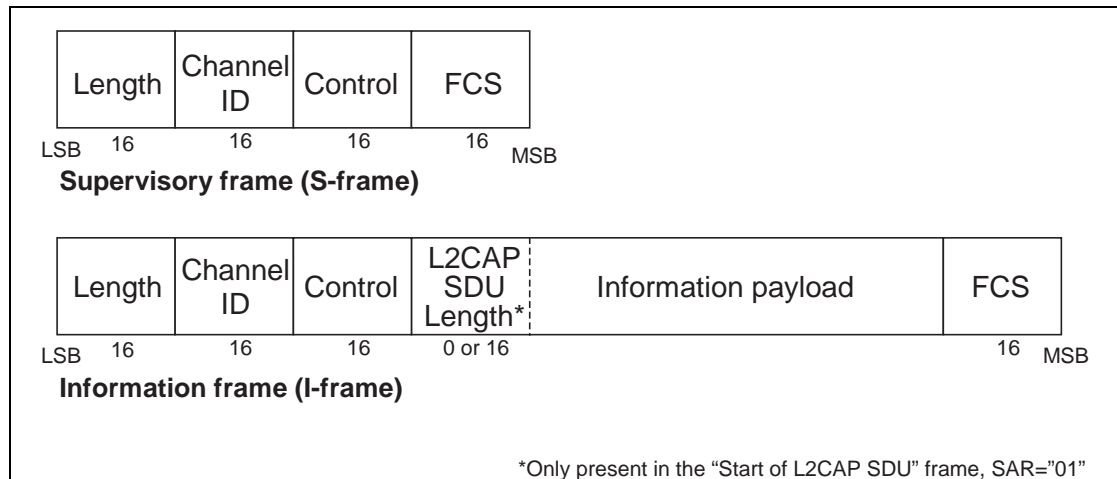 Length Channel ID Control FCS
LSB 16 16 16 16 MSB
Supervisory frame (S-frame)
Length Channel ID Control L2CAP SDU Length* Information payload FCS
LSB 16 16 16 0 or 16 16 MSB
Information frame (I-frame)
*Only present in the “Start of L2CAP SDU” frame, SAR=”01”